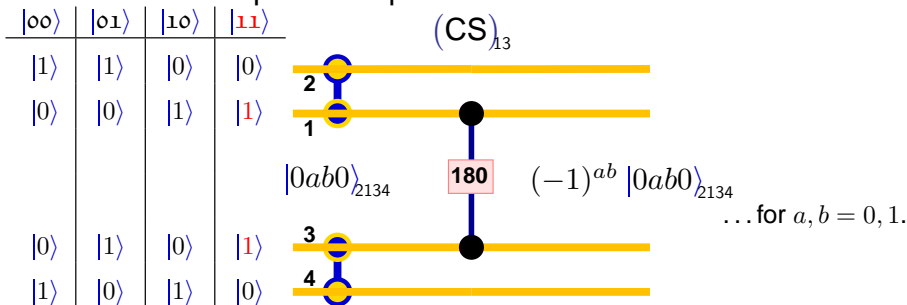 |00⟩ |01⟩ |10⟩ |11⟩
(CS)₁₃
|1⟩ |1⟩ |0⟩ |0⟩
2
|0⟩ |0⟩ |1⟩ |1⟩
1
|0ab0⟩₂₁₃₄ 180 (−1)ᵃᵇ |0ab0⟩₂₁₃₄
...for a, b = 0, 1.
3
|0⟩ |1⟩ |0⟩ |1⟩
4
|1⟩ |0⟩ |1⟩ |0⟩